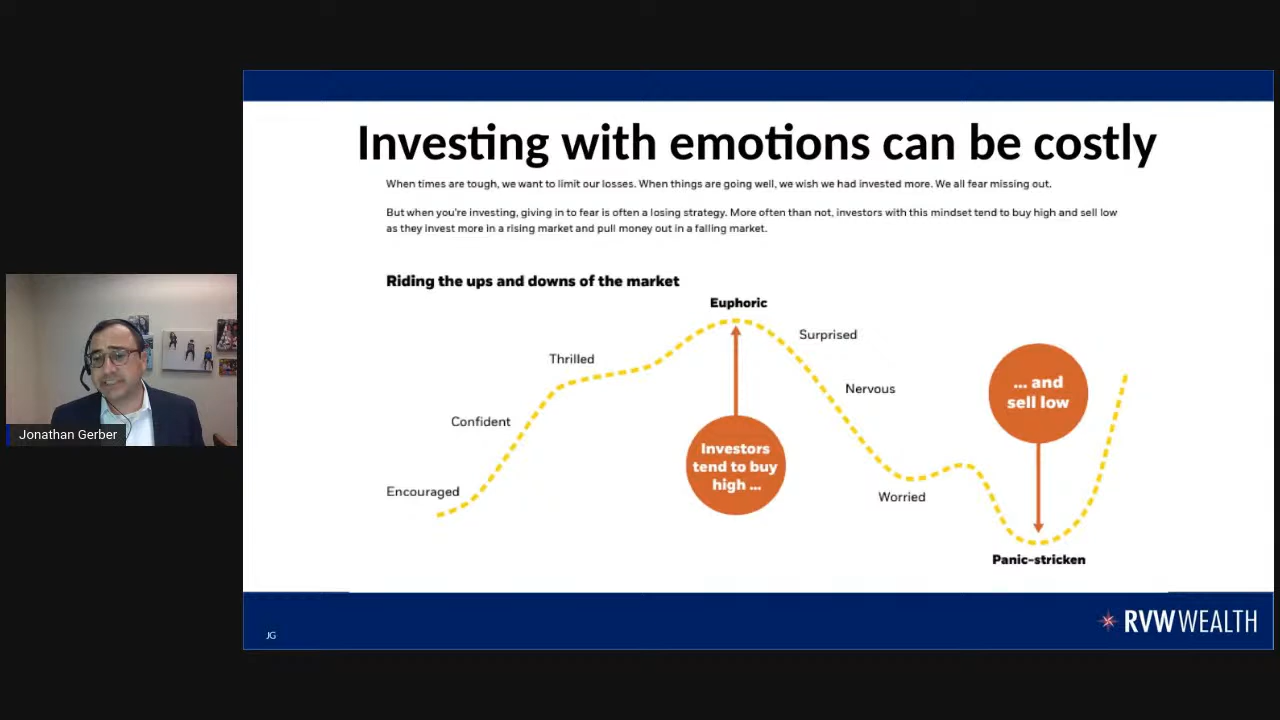 Investing with emotions can be costly
When times are tough, we want to limit our losses. When things are going well, we wish we had invested more. We all fear missing out.
But when you're investing, giving in to fear is often a losing strategy. More often than not, investors with this mindset tend to buy high and sell low
as they invest more in a rising market and pull money out in a falling market.
Riding the ups and downs of the market
Euphoric
Surprised
Thrilled
Nervous
... and
sell low
Confident
Investors
tend to buy
high ...
Encouraged
Worried
Panic-stricken
Jonathan Gerber
JG
RVW WEALTH